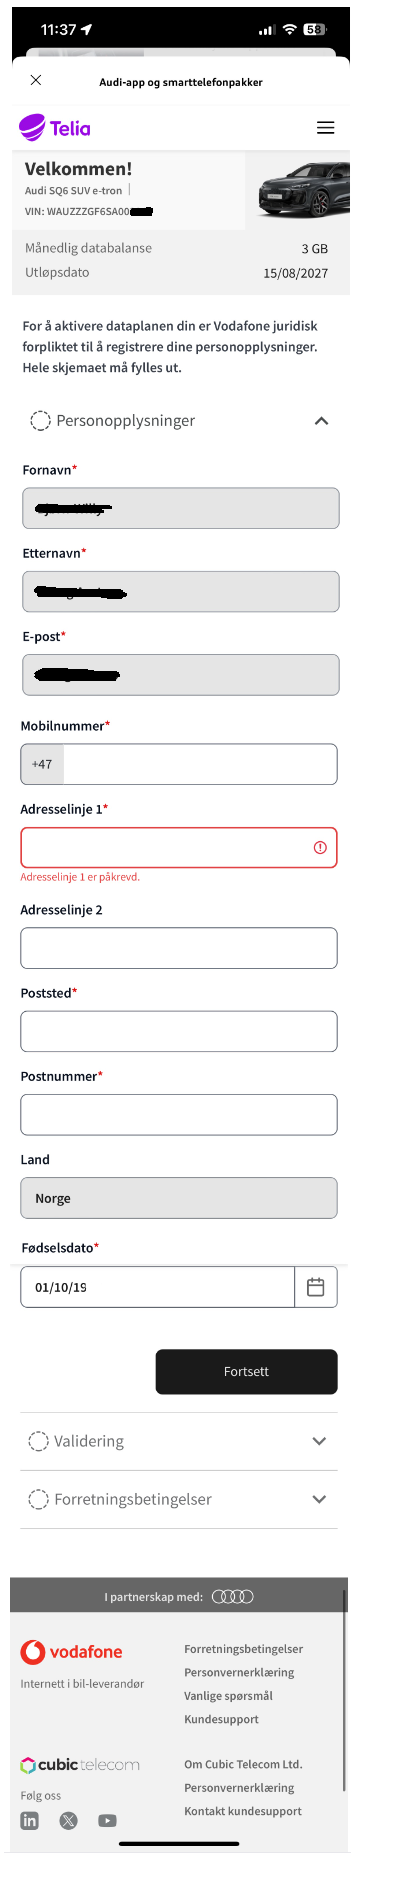 11:37
58
Audi-app og smarttelefonpakker
Telia
Velkommen!
Audi SQ6 SUV e-tron
VIN: WAUZZZGF6SA00
Månedlig databalanse 3 GB
Utløpsdato 15/08/2027
For å aktivere dataplanen din er Vodafone juridisk
forpliktet til å registrere dine personopplysninger.
Hele skjemaet må fylles ut.
Personopplysninger
Fornavn*
Etternavn*
E-post*
Mobilnummer*
+47
Adresselinje 1*
Adresselinje 1 er påkrevd.
Adresselinje 2
Poststed*
Postnummer*
Land
Norge
Fødselsdato*
01/10/19
Fortsett
Validering
Forretningsbetingelser
I partnerskap med:
vodafone
Internett i bil-leverandør
Forretningsbetingelser
Personvernerklæring
Vanlige spørsmål
Kundesupport
cubic telecom
Følg oss
Om Cubic Telecom Ltd.
Personvernerklæring
Kontakt kundesupport